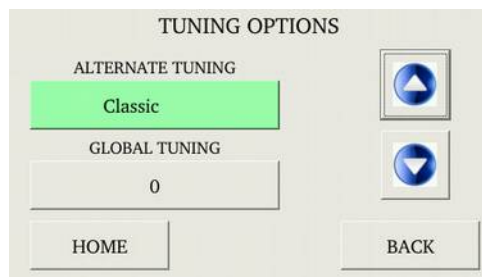 TUNING OPTIONS
ALTERNATE TUNING
Classic
GLOBAL TUNING
0
HOME
BACK